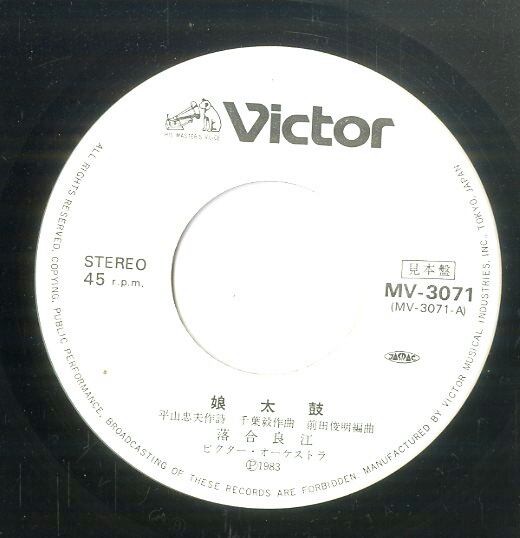 HIS MASTER'S VOICE
Victor
STEREO
45 r.p.m.
見本盤
MV-3071
(MV-3071-A)
JASRAC
娘太鼓
平山忠夫作詩 千葉毅作曲 前田俊明編曲
落合良江
ビクター・オーケストラ
Ⓟ1983
ALL RIGHTS RESERVED. COPYING, PUBLIC PERFORMANCE, BROADCASTING OF THESE RECORDS ARE FORBIDDEN. MANUFACTURED BY VICTOR MUSICAL INDUSTRIES, INC., TOKYO, JAPAN